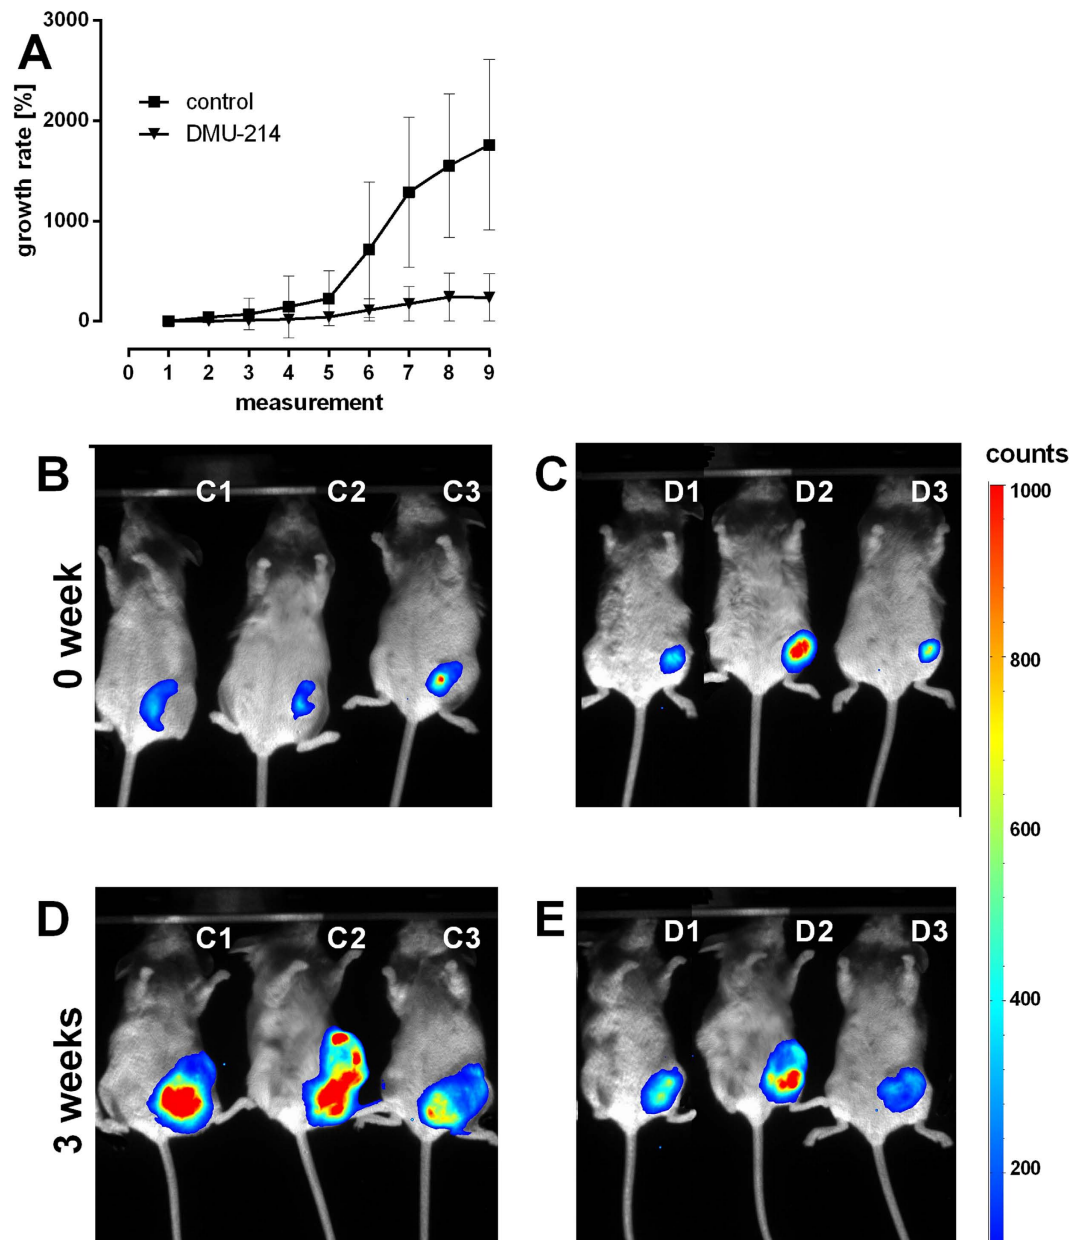 A
growth rate [%]
3000
2000
1000
0
control
DMU-214
0 1 2 3 4 5 6 7 8 9
measurement
B
C1 C2 C3
C
D1 D2 D3
counts
1000
800
600
400
200
0 week
D
C1 C2 C3
E
D1 D2 D3
3 weeks